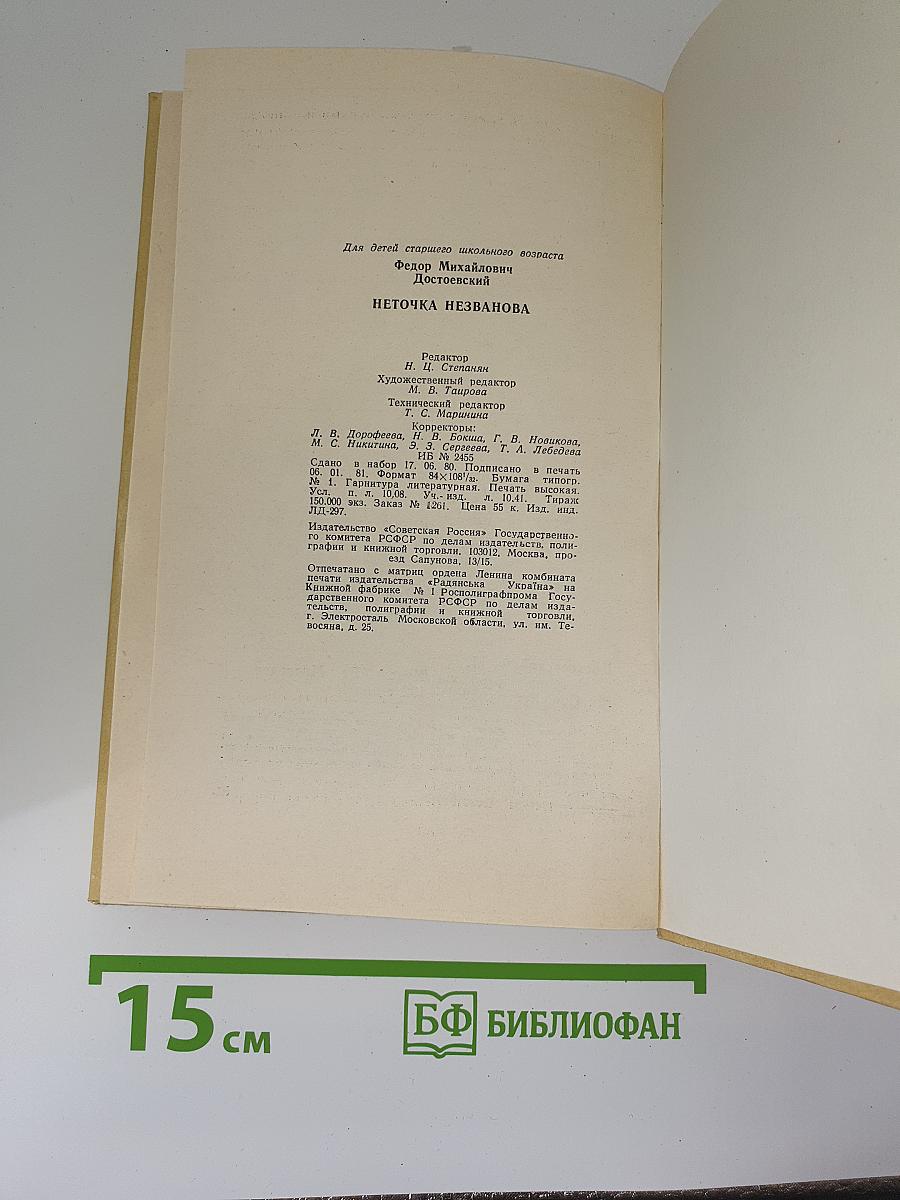 Для детей старшего школьного возраста
Федор Михайлович
Достоевский
НЕТОЧКА НЕЗВАНОВА
Редактор
Н. Ц. Степанян
Художественный редактор
М. В. Таирова
Технический редактор
Т. С. Маринина
Корректоры:
Л. В. Дорофеева, Н. В. Бокша, Г. В. Новикова,
М. С. Никитина, Э. З. Сергеева, Т. А. Лебедева
ИБ № 2455
Сдано в набор 17. 06. 80. Подписано в печать
06. 01. 81. Формат 84×108¹/₃₂. Бумага типогр.
№ 1. Гарнитура литературная. Печать высокая.
Усл. п. л. 10,08. Уч.-изд. л. 10.41. Тираж
150.000 экз. Заказ № 1261. Цена 55 к. Изд. инд.
ЛД-297.
Издательство «Советская Россия» Государственно-
го комитета РСФСР по делам издательств, поли-
графии и книжной торговли. 103012. Москва, про-
езд Сапунова, 13/15.
Отпечатано с матриц ордена Ленина комбината
печати издательства «Радянська Україна» на
Книжной фабрике № 1 Росполиграфпрома Госу-
дарственного комитета РСФСР по делам изда-
тельств, полиграфии и книжной торговли,
г. Электросталь Московской области, ул. им. Те-
восяна, д. 25.
15 см
БФ БИБЛИОФАН